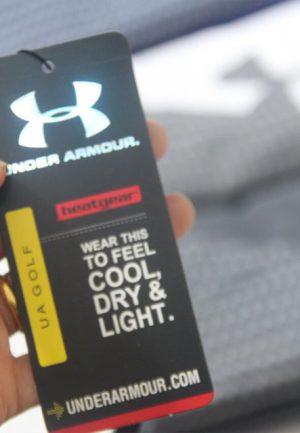 UNDER ARMOUR.
heatgear
UA GOLF
WEAR THIS
TO FEEL
COOL,
DRY &
LIGHT.
UNDERARMOUR.COM